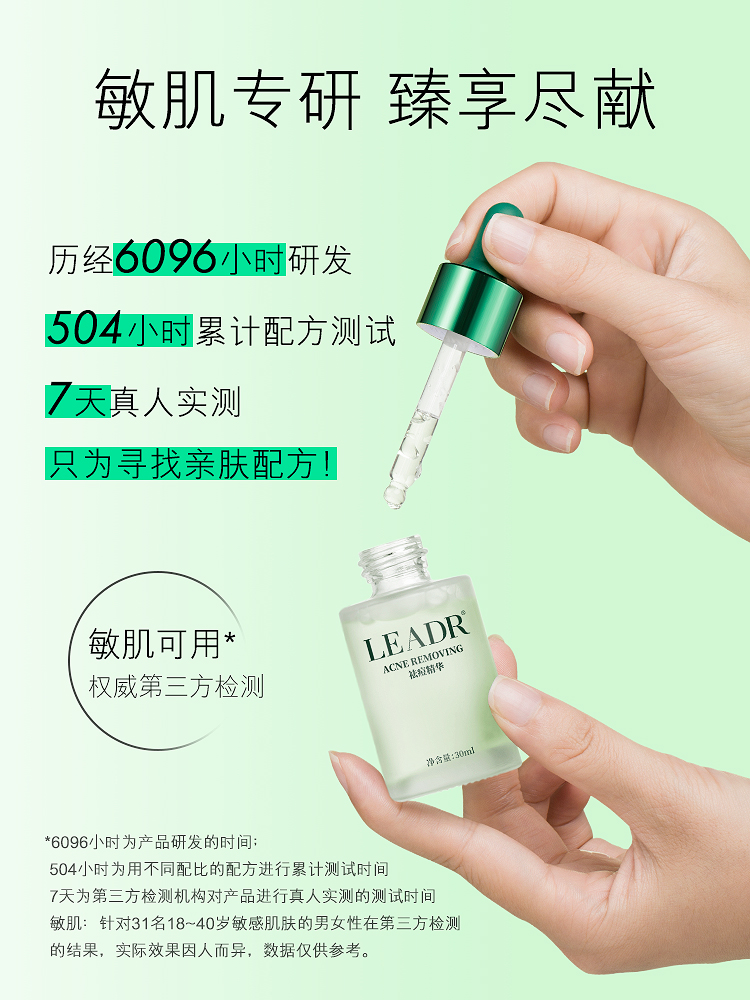 敏肌专研 臻享尽献
历经6096小时研发
504小时累计配方测试
7天真人实测
只为寻找亲肤配方!
敏肌可用*
权威第三方检测
LEADR®
ACNE REMOVING
祛痘精华
净含量:30ml
*6096小时为产品研发的时间;
504小时为用不同配比的配方进行累计测试时间
7天为第三方检测机构对产品进行真人实测的测试时间
敏肌: 针对31名18~40岁敏感肌肤的男女性在第三方检测
的结果, 实际效果因人而异, 数据仅供参考。